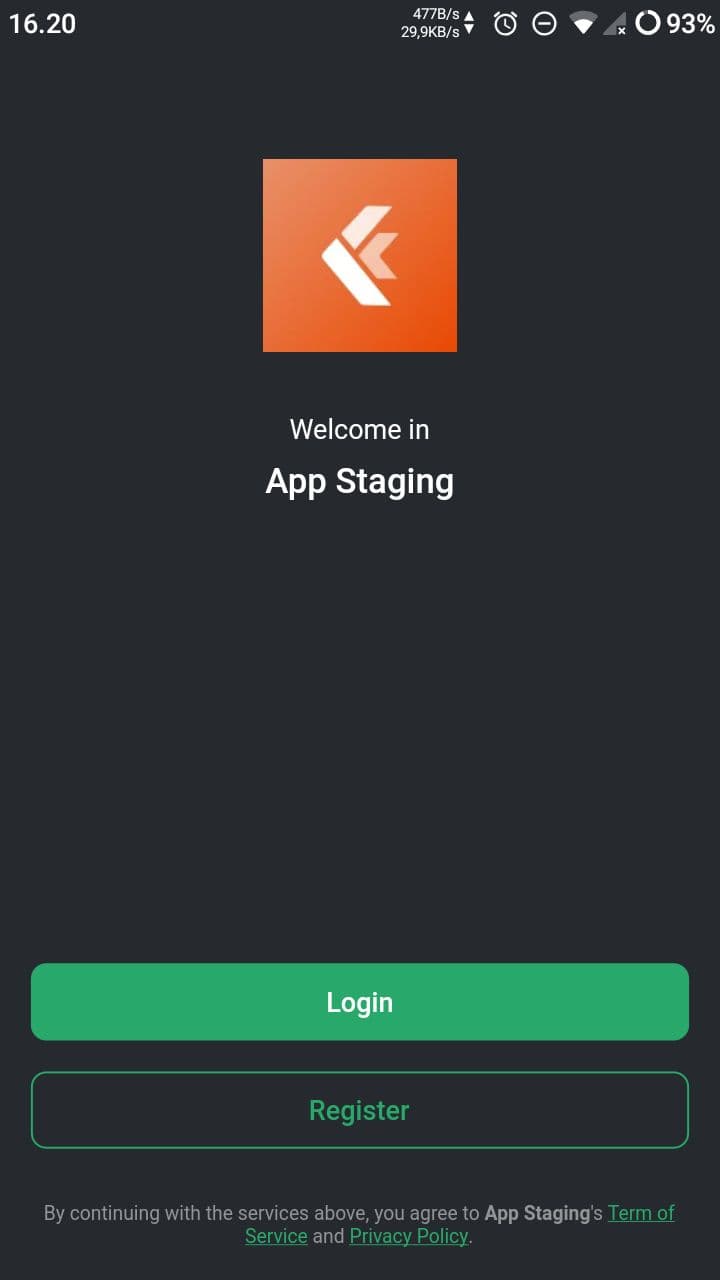 16.20
477B/s
29,9KB/s
93%
Welcome in
App Staging
Login
Register
By continuing with the services above, you agree to App Staging's Term of
Service and Privacy Policy.